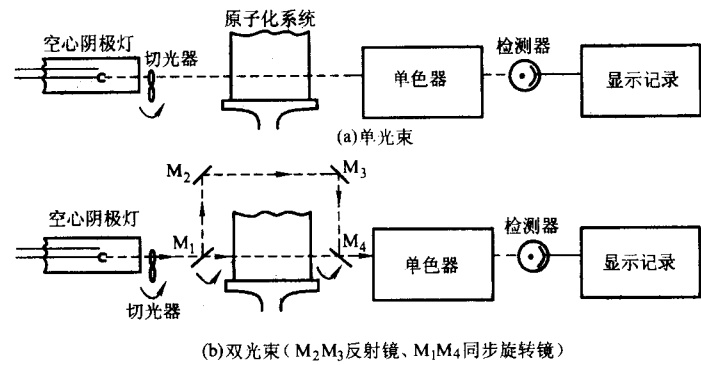 原子化系统
空心阴极灯
切光器
检测器
单色器
显示记录
(a)单光束
M₂
M₃
空心阴极灯
M₁
M₄
检测器
单色器
显示记录
切光器
(b)双光束(M₂M₃反射镜、M₁M₄同步旋转镜)